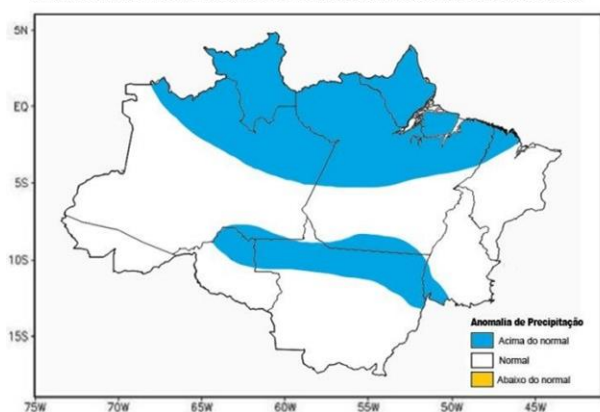 5N
EQ
5S
10S
15S
75W 70W 65W 60W 55W 50W 45W
Anomalia de Precipitação
Acima do normal
Normal
Abaixo do normal